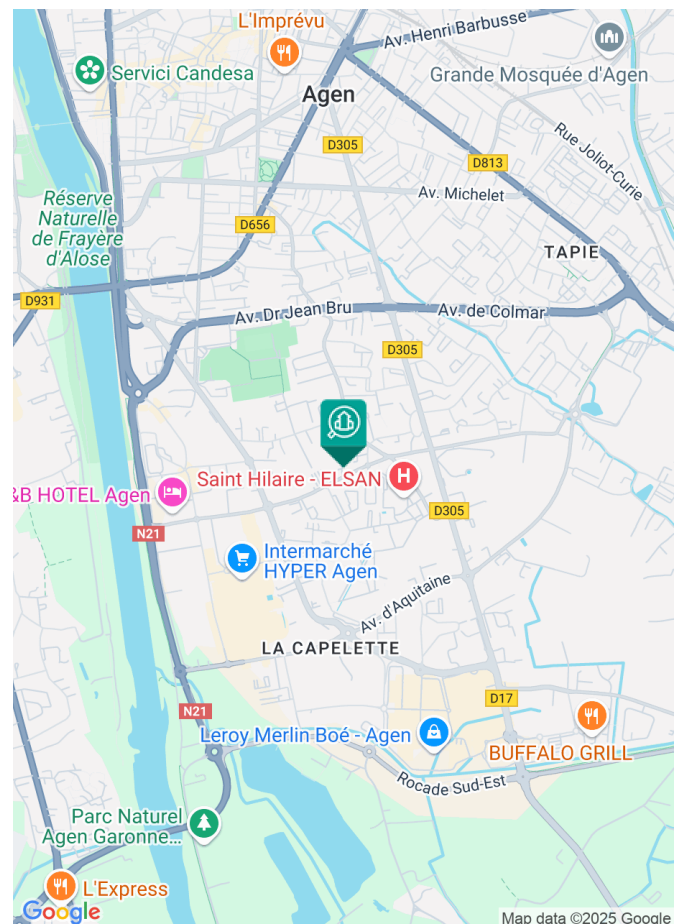 L'Imprévu
Av. Henri Barbusse
Servici Candesa
Grande Mosquée d'Agen
Agen
D305
Rue Joliot-Curie
D813
Av. Michelet
Réserve
Naturelle
de Frayère
d'Alose
D656
TAPIE
D931
Av. Dr Jean Bru
Av. de Colmar
D305
Saint Hilaire - ELSAN
H
&B HOTEL Agen
D305
N21
Intermarché
HYPER Agen
Av. d'Aquitaine
LA CAPELETTE
D17
N21
Leroy Merlin Boé - Agen
BUFFALO GRILL
Rocade Sud-Est
Parc Naturel
Agen Garonne...
L'Express
Google
Map data ©2025 Google